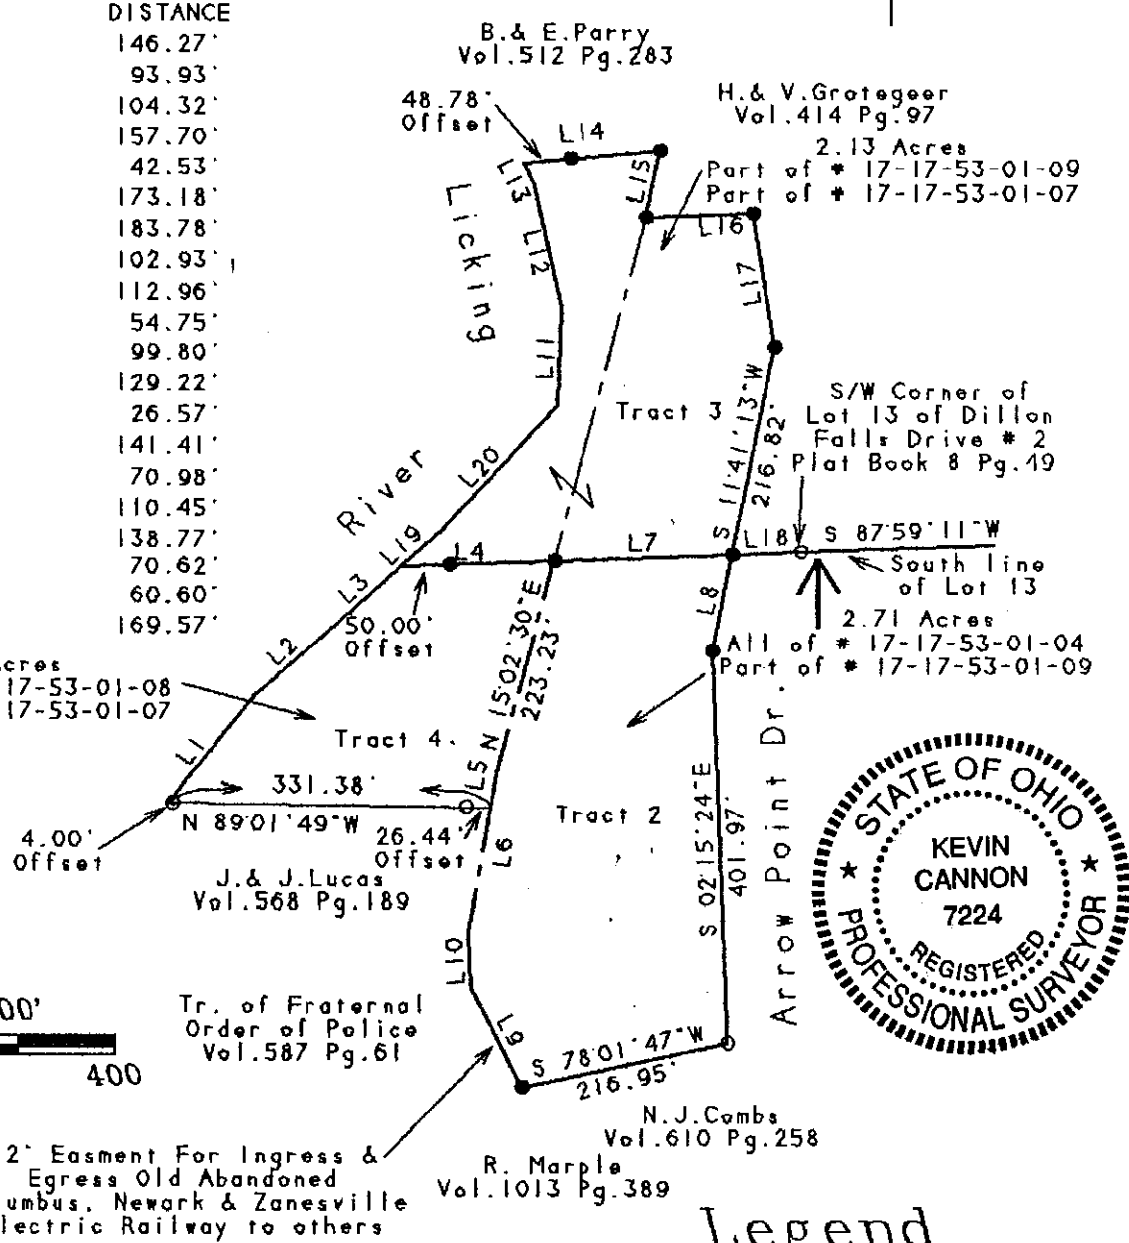 DISTANCE
146.27'
93.93'
104.32'
157.70'
42.53'
173.18'
183.78'
102.93'
112.96'
54.75'
99.80'
129.22'
26.57'
141.41'
70.98'
110.45'
138.77'
70.62'
60.60'
169.57'
B.& E.Parry
Vol.512 Pg.283
48.78'
Offset
H.& V.Grotegeer
Vol.414 Pg.97
2.13 Acres
Part of # 17-17-53-01-09
Part of # 17-17-53-01-07
L14
L13
L15
L16
L12
L17
L11
Licking
River
Tract 3
S 11°41'13"W
216.82'
S/W Corner of
Lot 13 of Dillon
Falls Drive # 2
Plat Book 8 Pg.49
L20
L19
L4
L7
L18
S 87°59'11"W
South line
of Lot 13
L3
L2
L1
50.00'
Offset
L8
2.71 Acres
All of # 17-17-53-01-04
Part of # 17-17-53-01-09
N 15°02'30"E
223.23'
cres
17-53-01-08
17-53-01-07
Tract 4
L5
331.38'
N 89°01'49"W
4.00'
Offset
26.44'
Offset
L6
Tract 2
S 02°15'24"E
401.97'
Arrow Point Dr.
J.& J.Lucas
Vol.568 Pg.189
L10
L9
Tr. of Fraternal
Order of Police
Vol.587 Pg.61
S 78°01'47"W
216.95'
00'
400
N.J.Combs
Vol.610 Pg.258
R. Marple
Vol.1013 Pg.389
2' Easment For Ingress &
Egress Old Abandoned
umbus, Newark & Zanesville
lectric Railway to others
STATE OF OHIO
KEVIN
CANNON
7224
REGISTERED
PROFESSIONAL SURVEYOR
Legend